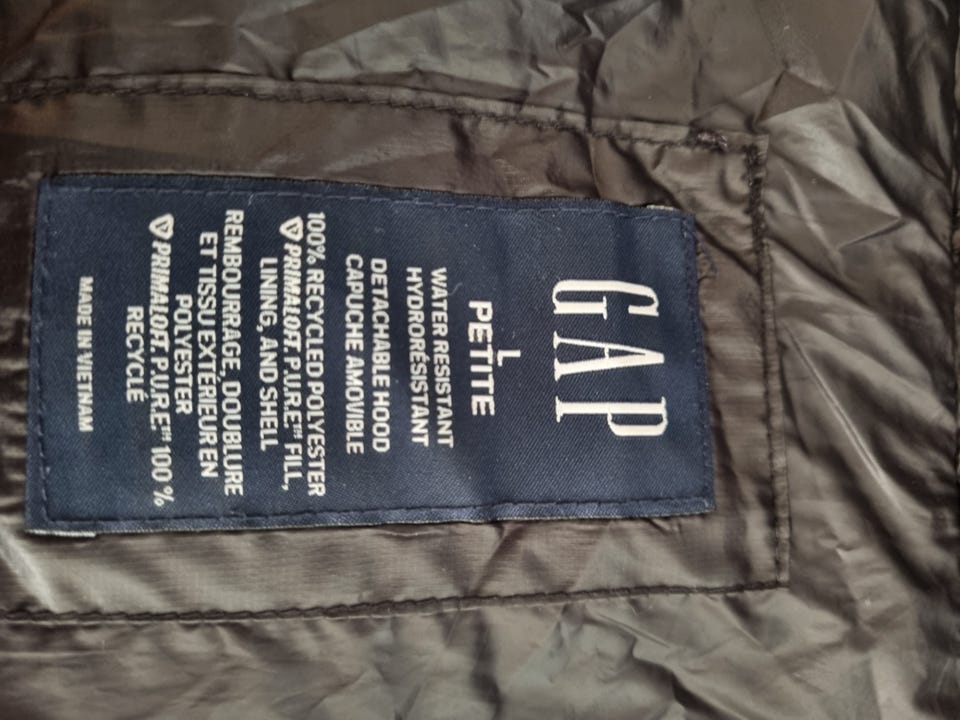 GAP
L
PETITE
WATER RESISTANT
HYDRORÉSISTANT
DETACHABLE HOOD
CAPUCHE AMOVIBLE
100% RECYCLED POLYESTER
PRIMALOFT. P.U.R.E™ FILL,
LINING, AND SHELL
REMBOURRAGE, DOUBLURE
ET TISSU EXTÉRIEUR EN
POLYESTER
PRIMALOFT. P.U.R.E™ 100 %
RECYCLÉ
MADE IN VIETNAM